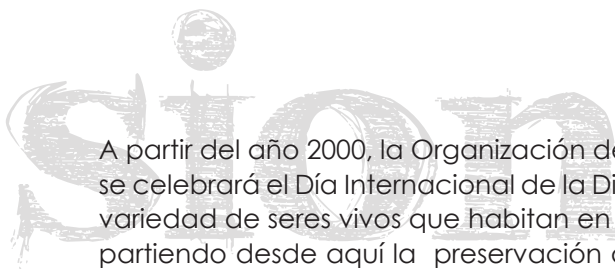 sion
A partir del año 2000, la Organización de
se celebrará el Día Internacional de la Di
variedad de seres vivos que habitan en
partiendo desde aquí la preservación